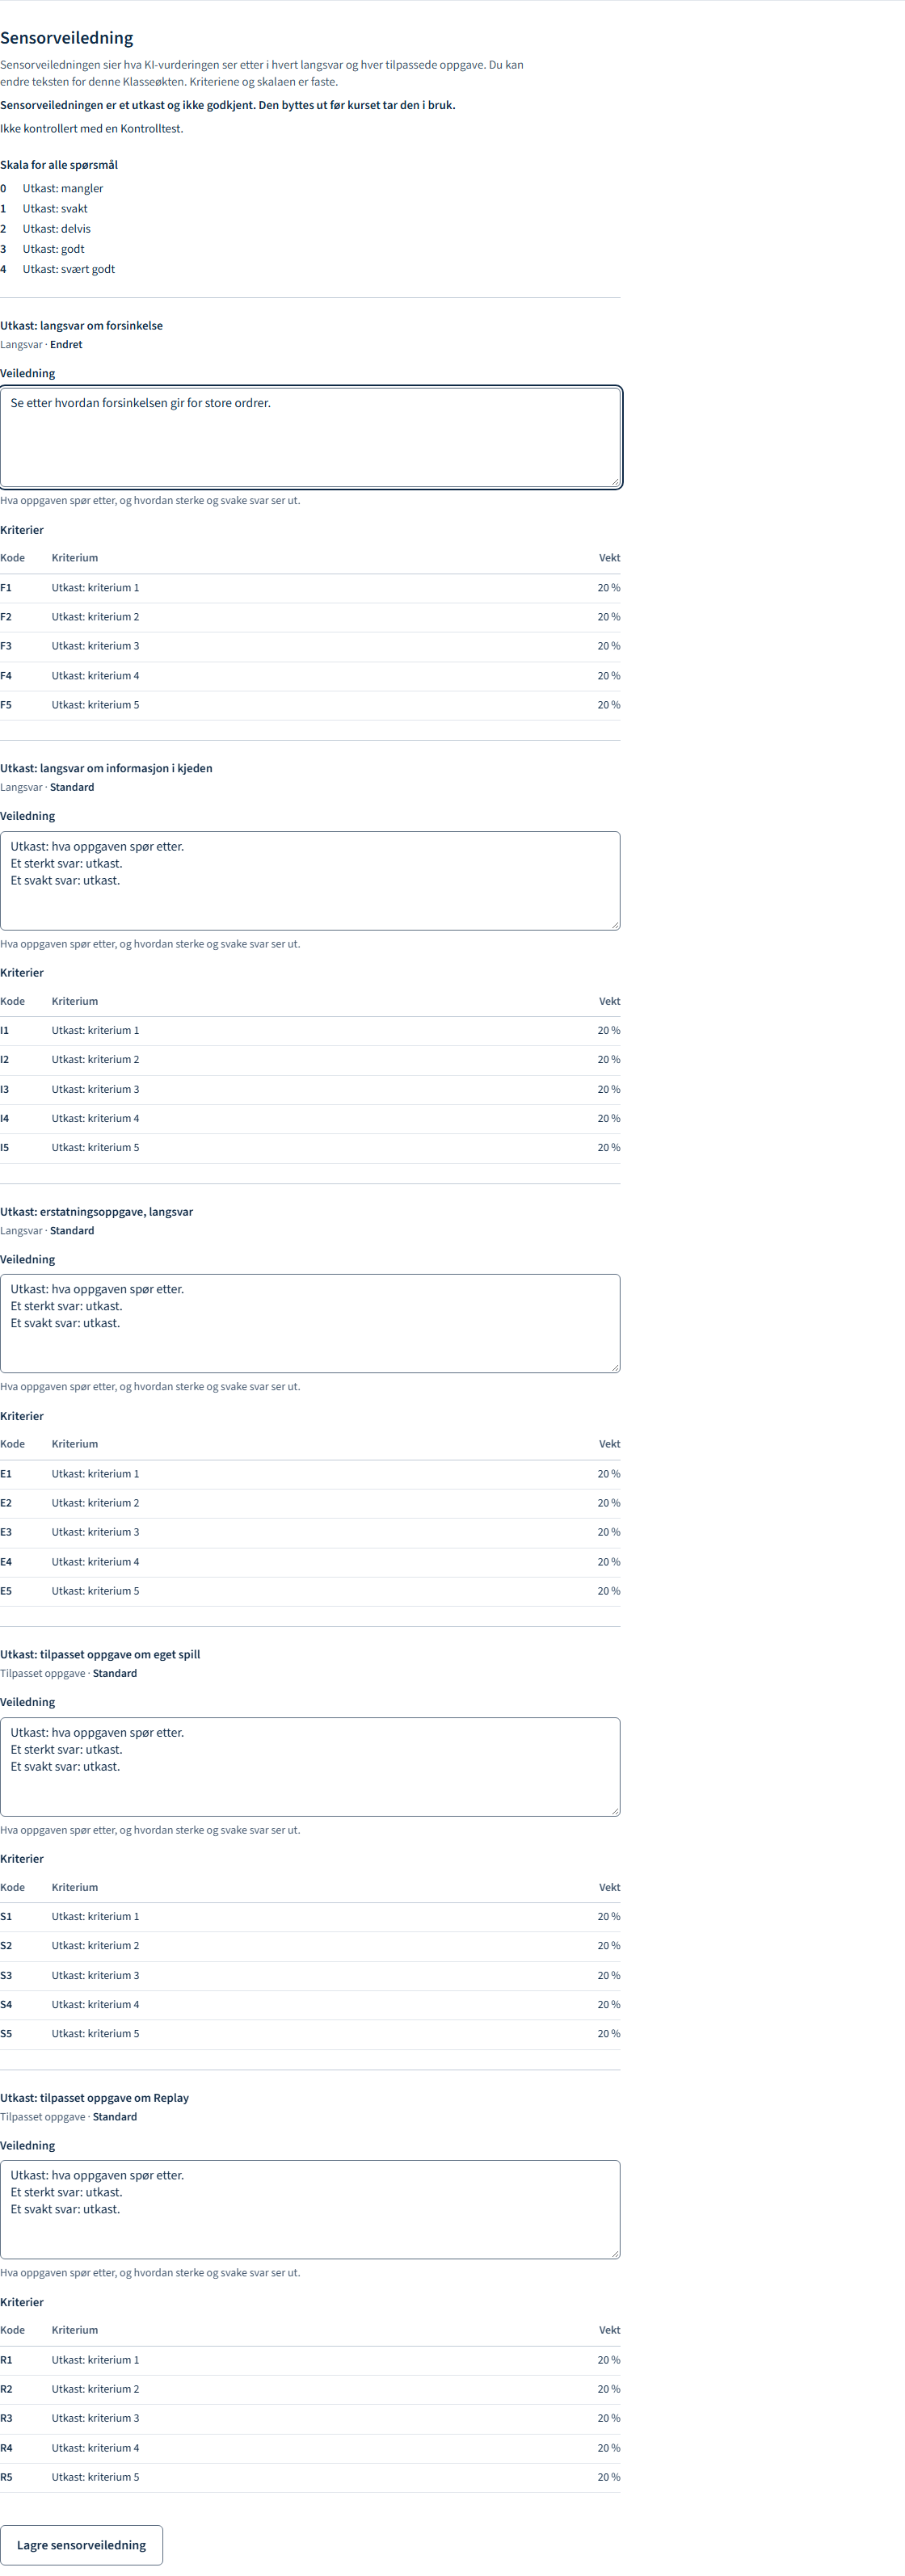 Sensorveiledning
Sensorveiledningen sier hva KI-vurderingen ser etter i hvert langsvar og hver tilpassede oppgave. Du kan
endre teksten for denne Klasseøkten. Kriteriene og skalaen er faste.
Sensorveiledningen er et utkast og ikke godkjent. Den byttes ut før kurset tar den i bruk.
Ikke kontrollert med en Kontrolltest.
Skala for alle spørsmål
0 Utkast: mangler
1 Utkast: svakt
2 Utkast: delvis
3 Utkast: godt
4 Utkast: svært godt
Utkast: langsvar om forsinkelse
Langsvar · Endret
Veiledning
Se etter hvordan forsinkelsen gir for store ordrer.
Hva oppgaven spør etter, og hvordan sterke og svake svar ser ut.
Kriterier
Kode Kriterium Vekt
F1 Utkast: kriterium 1 20 %
F2 Utkast: kriterium 2 20 %
F3 Utkast: kriterium 3 20 %
F4 Utkast: kriterium 4 20 %
F5 Utkast: kriterium 5 20 %
Utkast: langsvar om informasjon i kjeden
Langsvar · Standard
Veiledning
Utkast: hva oppgaven spør etter.
Et sterkt svar: utkast.
Et svakt svar: utkast.
Hva oppgaven spør etter, og hvordan sterke og svake svar ser ut.
Kriterier
Kode Kriterium Vekt
I1 Utkast: kriterium 1 20 %
I2 Utkast: kriterium 2 20 %
I3 Utkast: kriterium 3 20 %
I4 Utkast: kriterium 4 20 %
I5 Utkast: kriterium 5 20 %
Utkast: erstatningsoppgave, langsvar
Langsvar · Standard
Veiledning
Utkast: hva oppgaven spør etter.
Et sterkt svar: utkast.
Et svakt svar: utkast.
Hva oppgaven spør etter, og hvordan sterke og svake svar ser ut.
Kriterier
Kode Kriterium Vekt
E1 Utkast: kriterium 1 20 %
E2 Utkast: kriterium 2 20 %
E3 Utkast: kriterium 3 20 %
E4 Utkast: kriterium 4 20 %
E5 Utkast: kriterium 5 20 %
Utkast: tilpasset oppgave om eget spill
Tilpasset oppgave · Standard
Veiledning
Utkast: hva oppgaven spør etter.
Et sterkt svar: utkast.
Et svakt svar: utkast.
Hva oppgaven spør etter, og hvordan sterke og svake svar ser ut.
Kriterier
Kode Kriterium Vekt
S1 Utkast: kriterium 1 20 %
S2 Utkast: kriterium 2 20 %
S3 Utkast: kriterium 3 20 %
S4 Utkast: kriterium 4 20 %
S5 Utkast: kriterium 5 20 %
Utkast: tilpasset oppgave om Replay
Tilpasset oppgave · Standard
Veiledning
Utkast: hva oppgaven spør etter.
Et sterkt svar: utkast.
Et svakt svar: utkast.
Hva oppgaven spør etter, og hvordan sterke og svake svar ser ut.
Kriterier
Kode Kriterium Vekt
R1 Utkast: kriterium 1 20 %
R2 Utkast: kriterium 2 20 %
R3 Utkast: kriterium 3 20 %
R4 Utkast: kriterium 4 20 %
R5 Utkast: kriterium 5 20 %
Lagre sensorveiledning